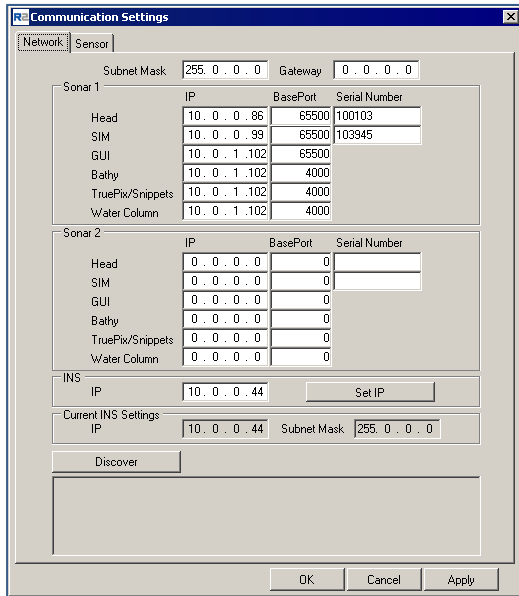 R2 Communication Settings
Network Sensor
Subnet Mask 255. 0 . 0 . 0 Gateway 0 . 0 . 0 . 0
Sonar 1
IP BasePort Serial Number
Head 10 . 0 . 0 . 86 65500 100103
SIM 10 . 0 . 0 . 99 65500 103945
GUI 10 . 0 . 1 .102 65500
Bathy 10 . 0 . 1 .102 4000
TruePix/Snippets 10 . 0 . 1 .102 4000
Water Column 10 . 0 . 1 .102 4000
Sonar 2
IP BasePort Serial Number
Head 0 . 0 . 0 . 0 0
SIM 0 . 0 . 0 . 0 0
GUI 0 . 0 . 0 . 0 0
Bathy 0 . 0 . 0 . 0 0
TruePix/Snippets 0 . 0 . 0 . 0 0
Water Column 0 . 0 . 0 . 0 0
INS
IP 10 . 0 . 0 . 44 Set IP
Current INS Settings
IP 10 . 0 . 0 . 44 Subnet Mask 255. 0 . 0 . 0
Discover
OK Cancel Apply